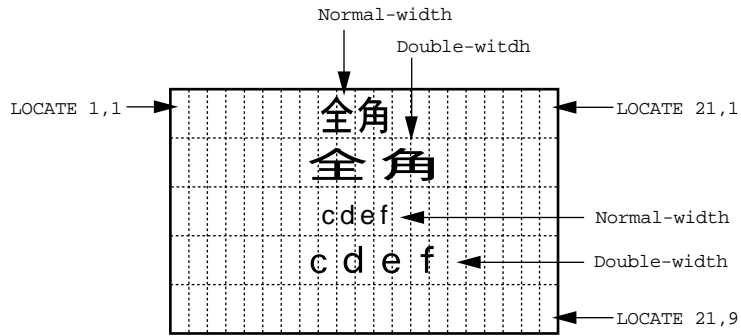 Normal-width
Double-witdh
LOCATE 1,1
LOCATE 21,1
全角
全角
cdef
Normal-width
cdef
Double-width
LOCATE 21,9